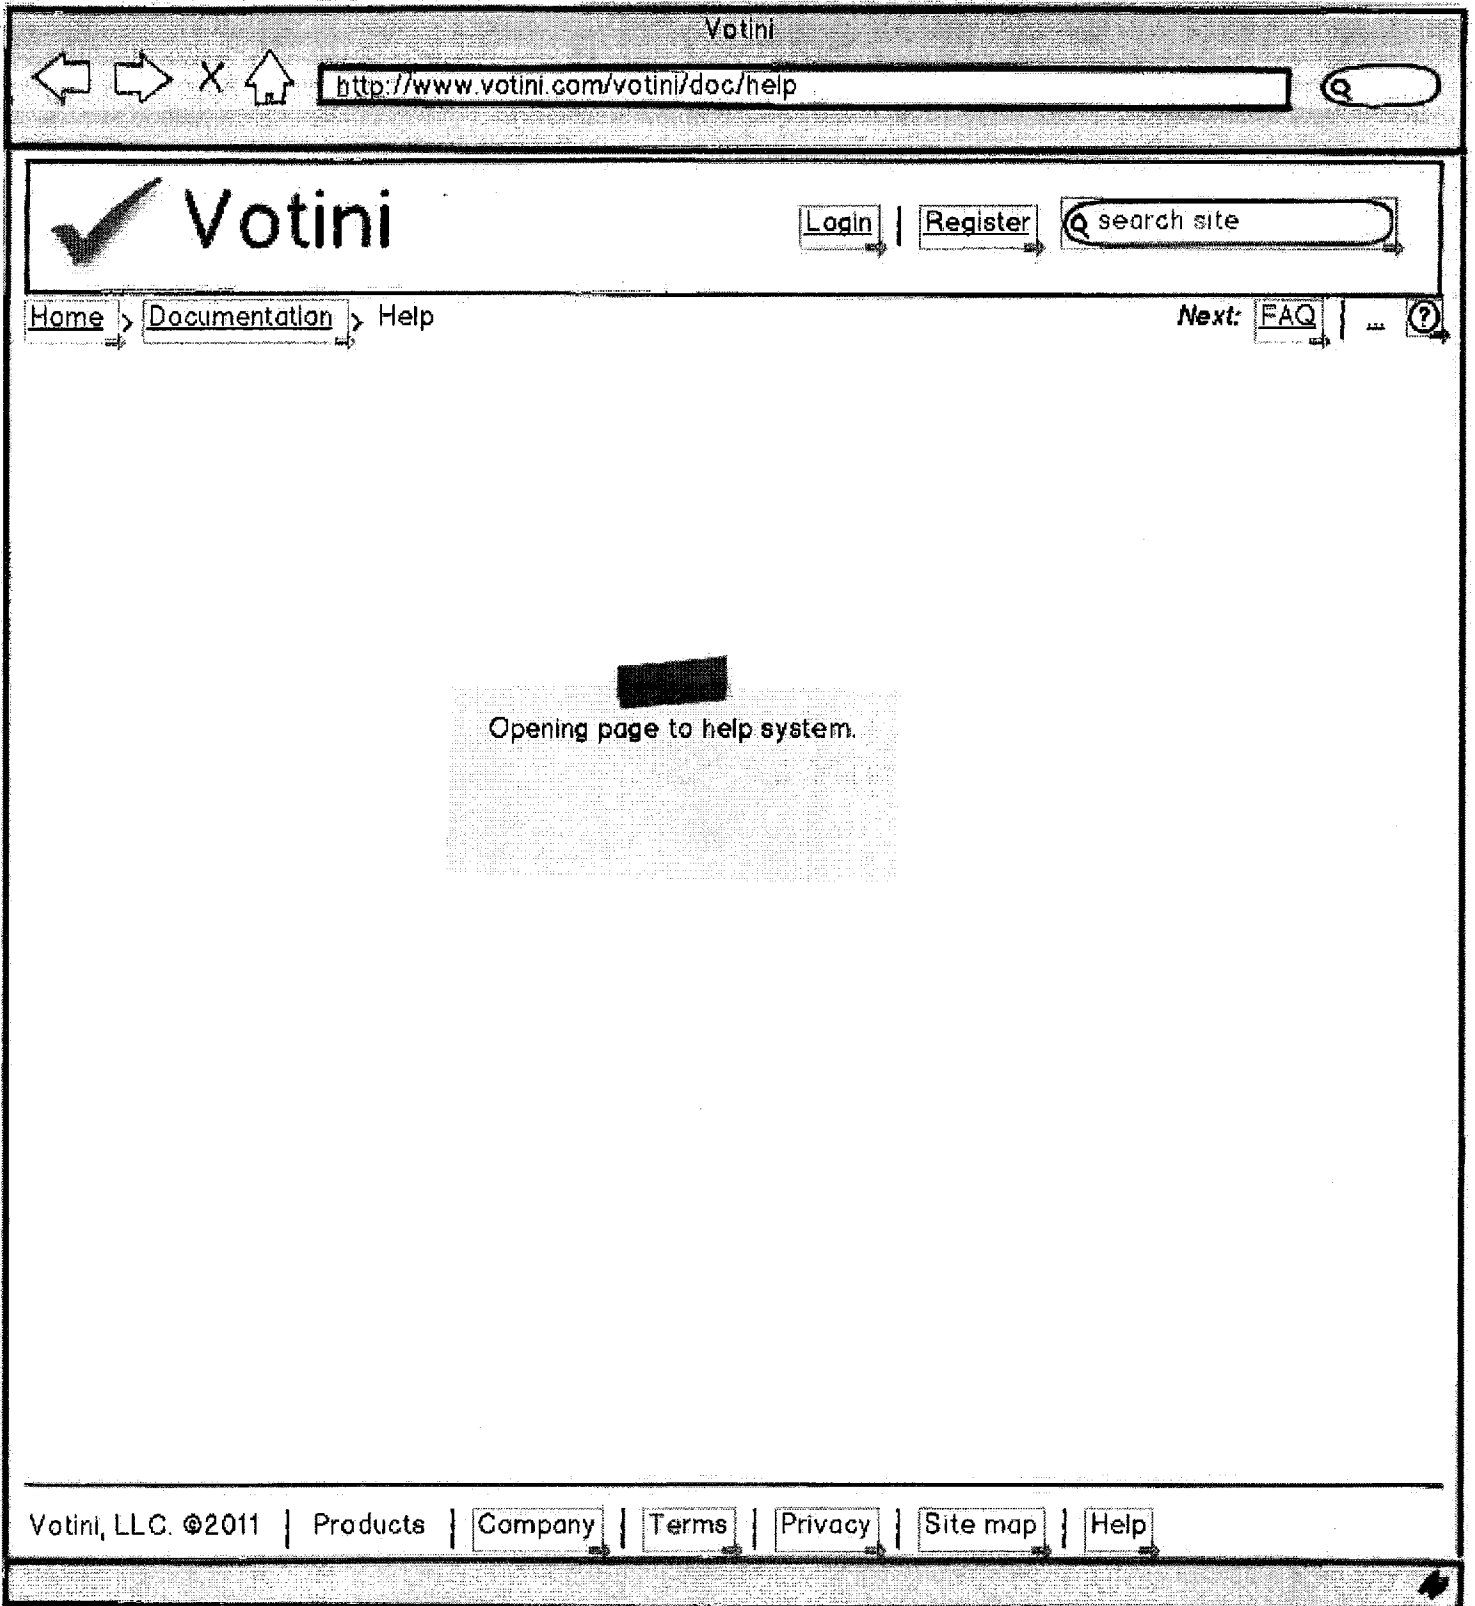 Votini
http://www.votini.com/votini/doc/help
Votini
Login | Register
search site
Home > Documentation > Help
Next: FAQ | ... ?
Opening page to help system.
Votini, LLC. ©2011 | Products | Company | Terms | Privacy | Site map | Help